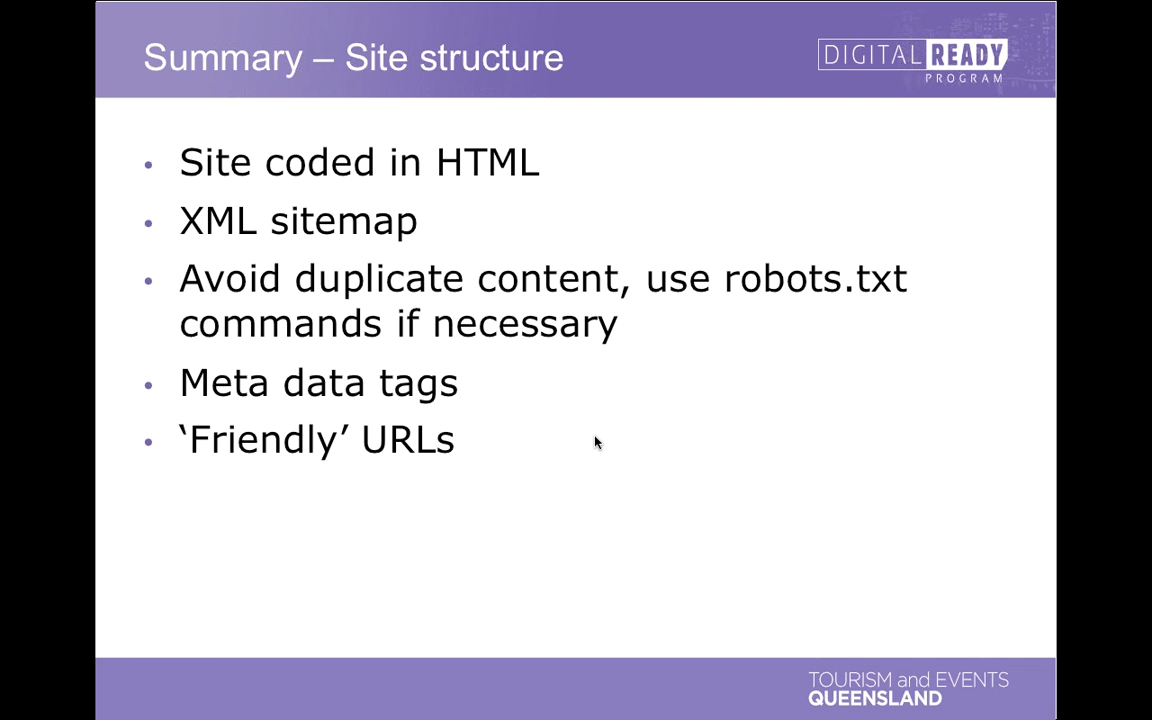 Summary – Site structure
DIGITAL READY
PROGRAM
• Site coded in HTML
• XML sitemap
• Avoid duplicate content, use robots.txt
commands if necessary
• Meta data tags
• ‘Friendly’ URLs
TOURISM and EVENTS
QUEENSLAND